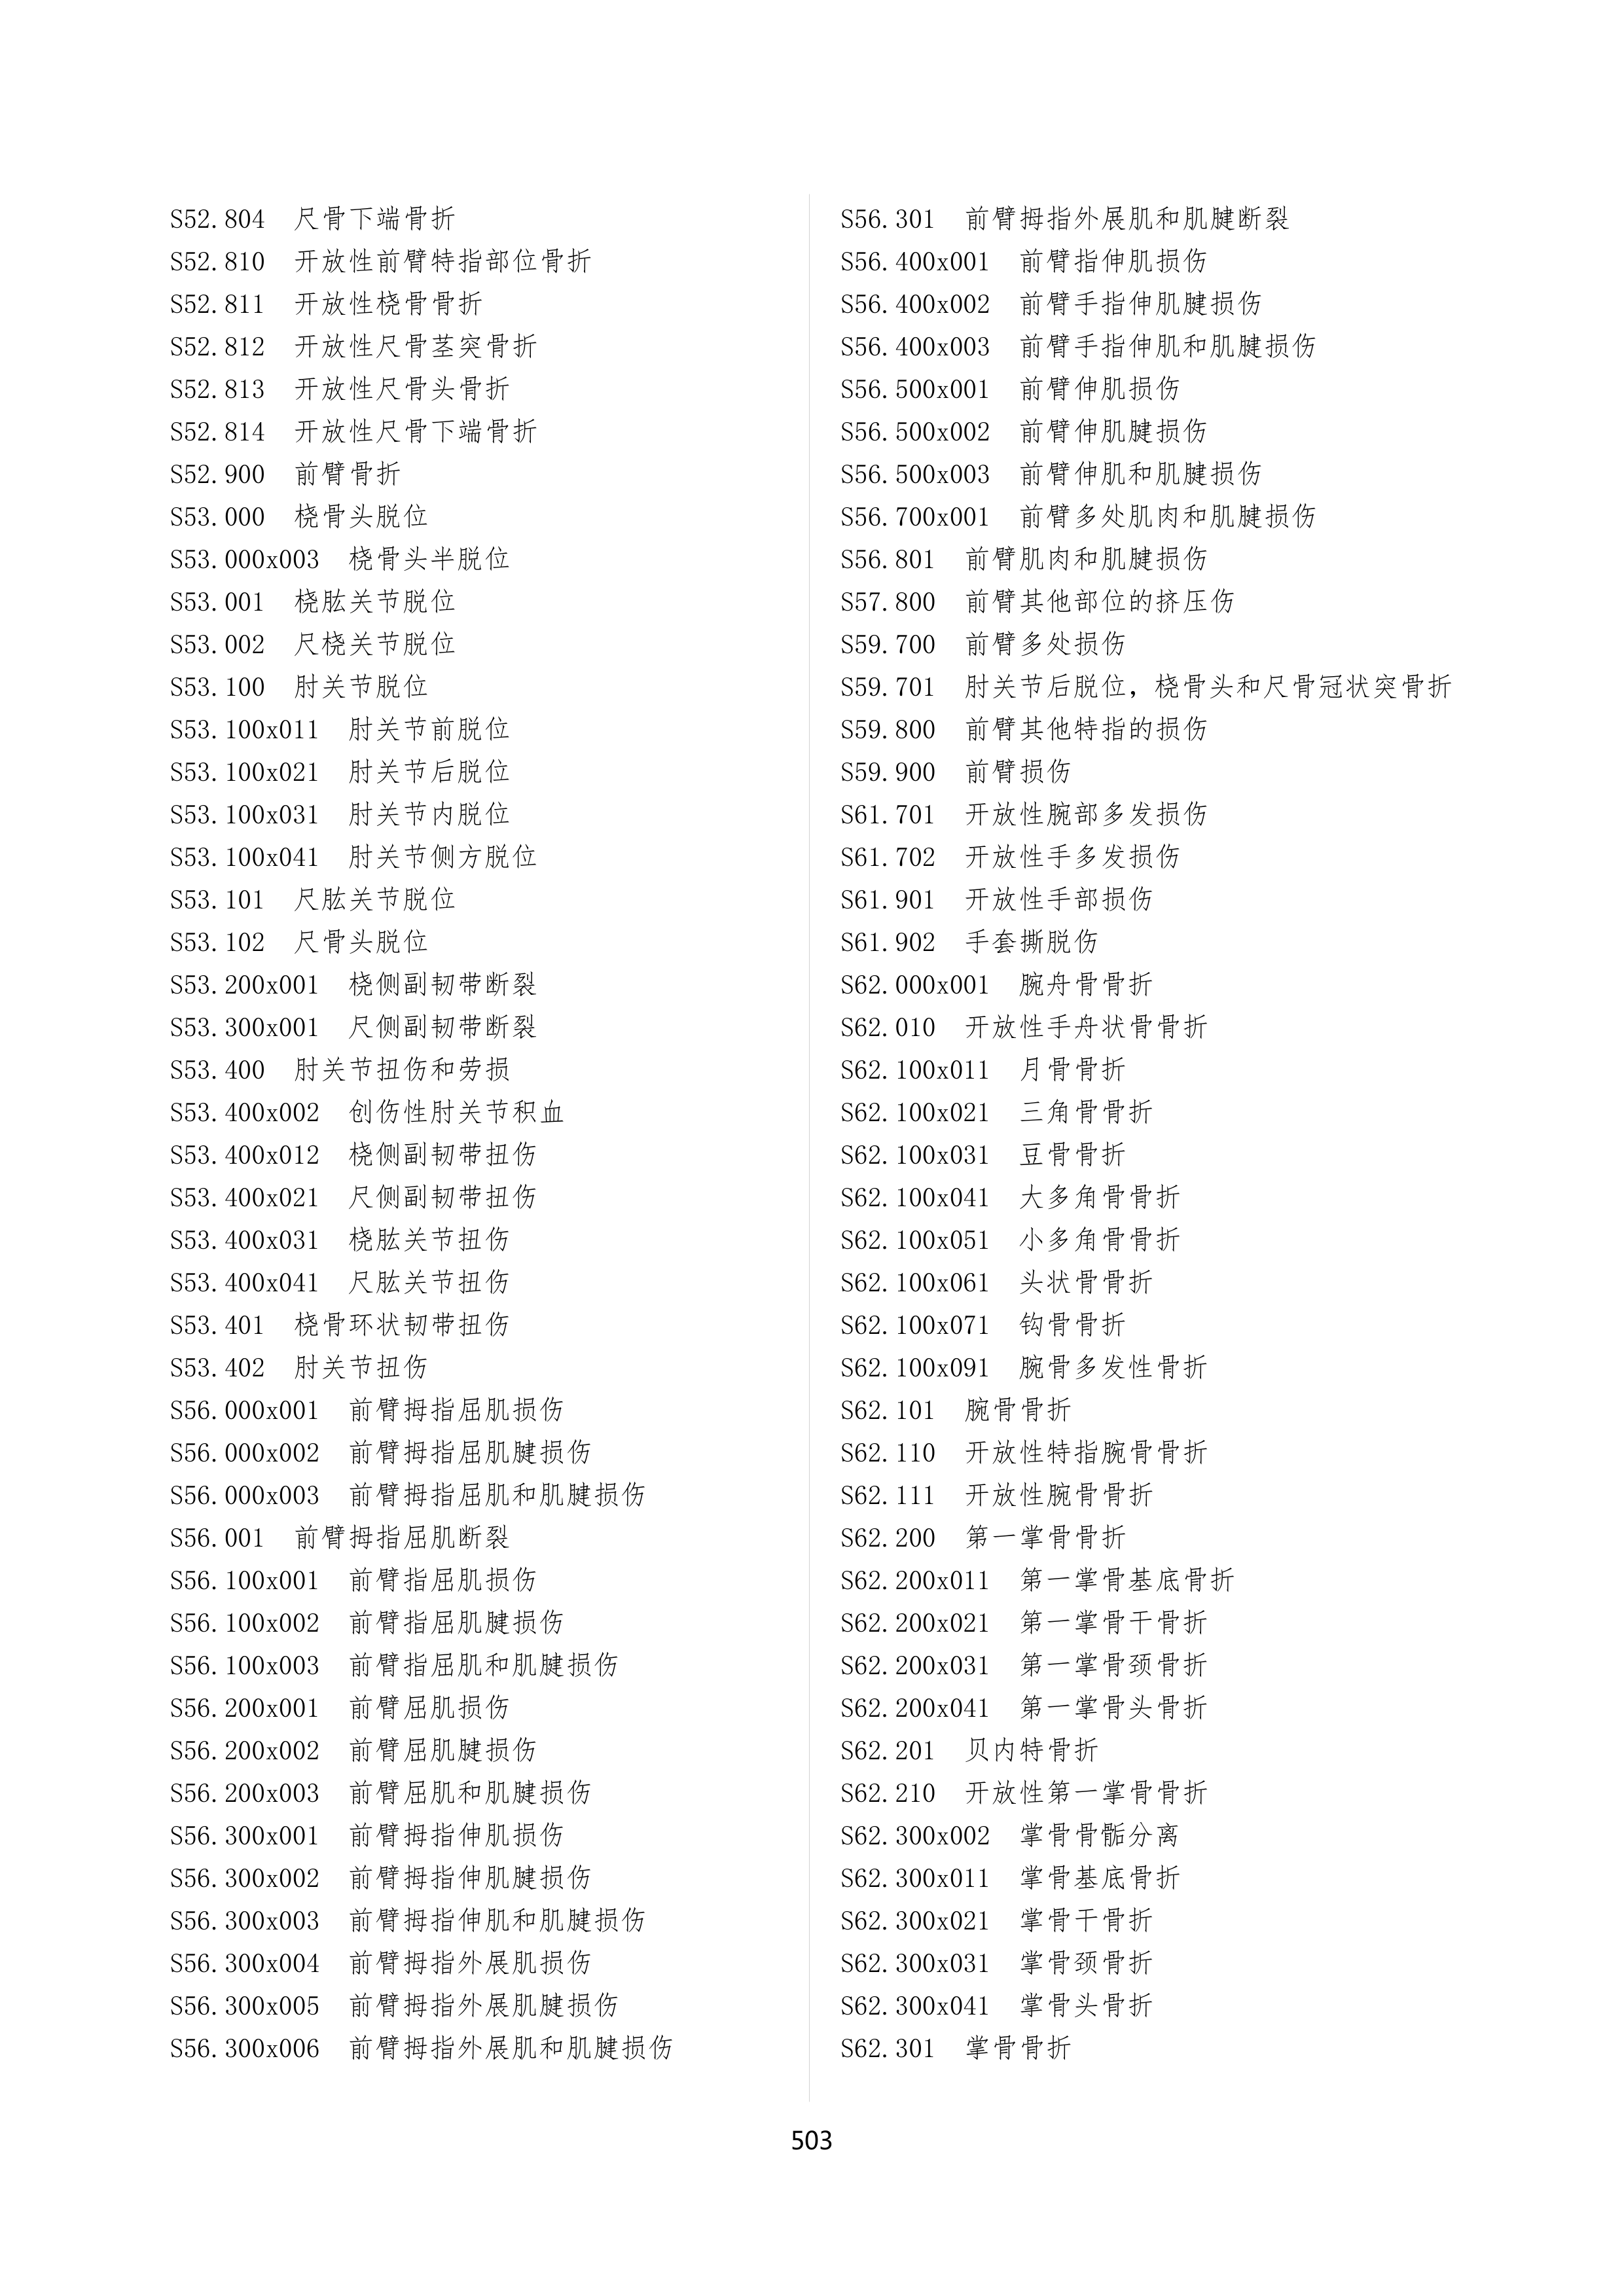 S52.804 尺骨下端骨折
S52.810 开放性前臂特指部位骨折
S52.811 开放性桡骨骨折
S52.812 开放性尺骨茎突骨折
S52.813 开放性尺骨头骨折
S52.814 开放性尺骨下端骨折
S52.900 前臂骨折
S53.000 桡骨头脱位
S53.000x003 桡骨头半脱位
S53.001 桡肱关节脱位
S53.002 尺桡关节脱位
S53.100 肘关节脱位
S53.100x011 肘关节前脱位
S53.100x021 肘关节后脱位
S53.100x031 肘关节内脱位
S53.100x041 肘关节侧方脱位
S53.101 尺肱关节脱位
S53.102 尺骨头脱位
S53.200x001 桡侧副韧带断裂
S53.300x001 尺侧副韧带断裂
S53.400 肘关节扭伤和劳损
S53.400x002 创伤性肘关节积血
S53.400x012 桡侧副韧带扭伤
S53.400x021 尺侧副韧带扭伤
S53.400x031 桡肱关节扭伤
S53.400x041 尺肱关节扭伤
S53.401 桡骨环状韧带扭伤
S53.402 肘关节扭伤
S56.000x001 前臂拇指屈肌损伤
S56.000x002 前臂拇指屈肌腱损伤
S56.000x003 前臂拇指屈肌和肌腱损伤
S56.001 前臂拇指屈肌断裂
S56.100x001 前臂指屈肌损伤
S56.100x002 前臂指屈肌腱损伤
S56.100x003 前臂指屈肌和肌腱损伤
S56.200x001 前臂屈肌损伤
S56.200x002 前臂屈肌腱损伤
S56.200x003 前臂屈肌和肌腱损伤
S56.300x001 前臂拇指伸肌损伤
S56.300x002 前臂拇指伸肌腱损伤
S56.300x003 前臂拇指伸肌和肌腱损伤
S56.300x004 前臂拇指外展肌损伤
S56.300x005 前臂拇指外展肌腱损伤
S56.300x006 前臂拇指外展肌和肌腱损伤
S56.301 前臂拇指外展肌和肌腱断裂
S56.400x001 前臂指伸肌损伤
S56.400x002 前臂手指伸肌腱损伤
S56.400x003 前臂手指伸肌和肌腱损伤
S56.500x001 前臂伸肌损伤
S56.500x002 前臂伸肌腱损伤
S56.500x003 前臂伸肌和肌腱损伤
S56.700x001 前臂多处肌肉和肌腱损伤
S56.801 前臂肌肉和肌腱损伤
S57.800 前臂其他部位的挤压伤
S59.700 前臂多处损伤
S59.701 肘关节后脱位，桡骨头和尺骨冠状突骨折
S59.800 前臂其他特指的损伤
S59.900 前臂损伤
S61.701 开放性腕部多发损伤
S61.702 开放性手多发损伤
S61.901 开放性手部损伤
S61.902 手套撕脱伤
S62.000x001 腕舟骨骨折
S62.010 开放性手舟状骨骨折
S62.100x011 月骨骨折
S62.100x021 三角骨骨折
S62.100x031 豆骨骨折
S62.100x041 大多角骨骨折
S62.100x051 小多角骨骨折
S62.100x061 头状骨骨折
S62.100x071 钩骨骨折
S62.100x091 腕骨多发性骨折
S62.101 腕骨骨折
S62.110 开放性特指腕骨骨折
S62.111 开放性腕骨骨折
S62.200 第一掌骨骨折
S62.200x011 第一掌骨基底骨折
S62.200x021 第一掌骨干骨折
S62.200x031 第一掌骨颈骨折
S62.200x041 第一掌骨头骨折
S62.201 贝内特骨折
S62.210 开放性第一掌骨骨折
S62.300x002 掌骨骨骺分离
S62.300x011 掌骨基底骨折
S62.300x021 掌骨干骨折
S62.300x031 掌骨颈骨折
S62.300x041 掌骨头骨折
S62.301 掌骨骨折
503